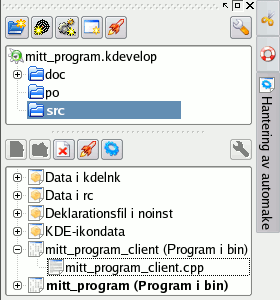 mitt_program.kdevelop
doc
po
src
Hantering av automake
Data i kdelnk
Data i rc
Deklarationsfil i noinst
KDE-ikondata
mitt_program_client (Program i bin)
mitt_program_client.cpp
mitt_program (Program i bin)